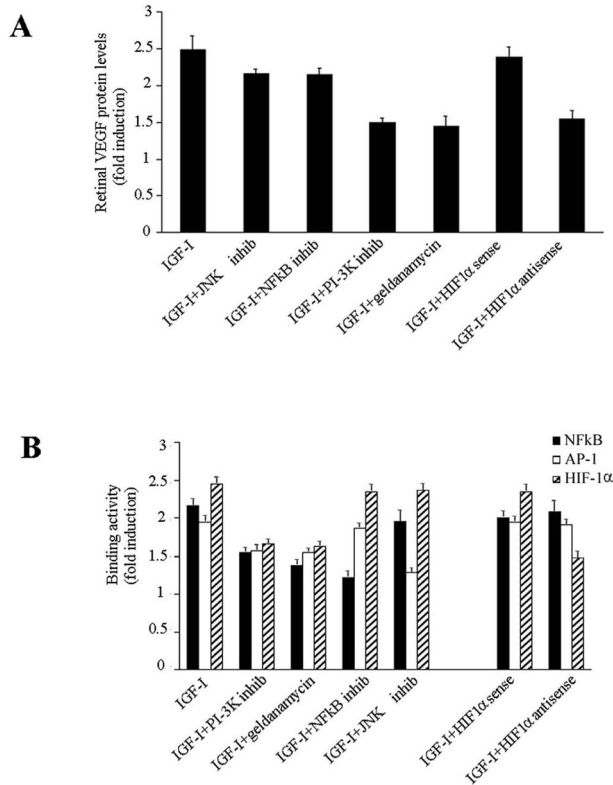 A
Retinal VEGF protein levels
(fold induction)
3
2.5
2
1.5
1
0.5
0
IGF-I
IGF-I+JNK inhib
IGF-I+NFkB inhib
IGF-I+PI-3K inhib
IGF-I+geldanamycin
IGF-I+HIF1α sense
IGF-I+HIF1α antisense
B
NFkB
AP-1
HIF-1α
Binding activity
(fold induction)
3
2.5
2
1.5
1
0.5
0
IGF-I
IGF-I+PI-3K inhib
IGF-I+geldanamycin
IGF-I+NFkB inhib
IGF-I+JNK inhib
IGF-I+HIF1α sense
IGF-I+HIF1α antisense